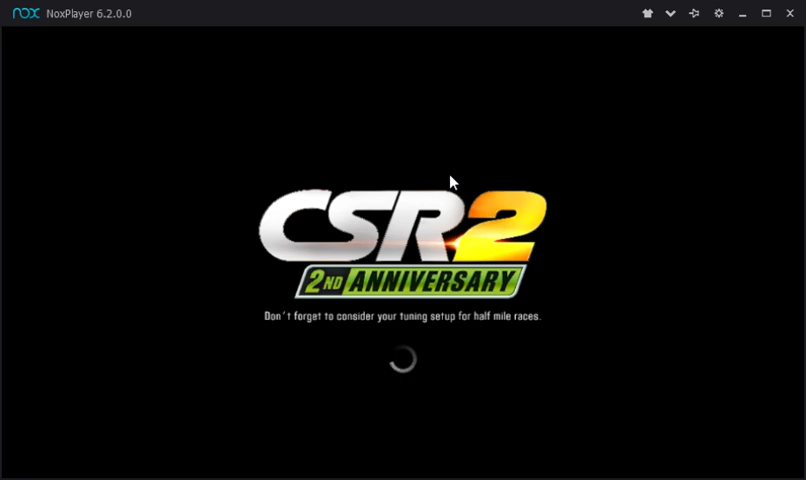 nox NoxPlayer 6.2.0.0
CSR2
2ND ANNIVERSARY
Don't forget to consider your tuning setup for half mile races.